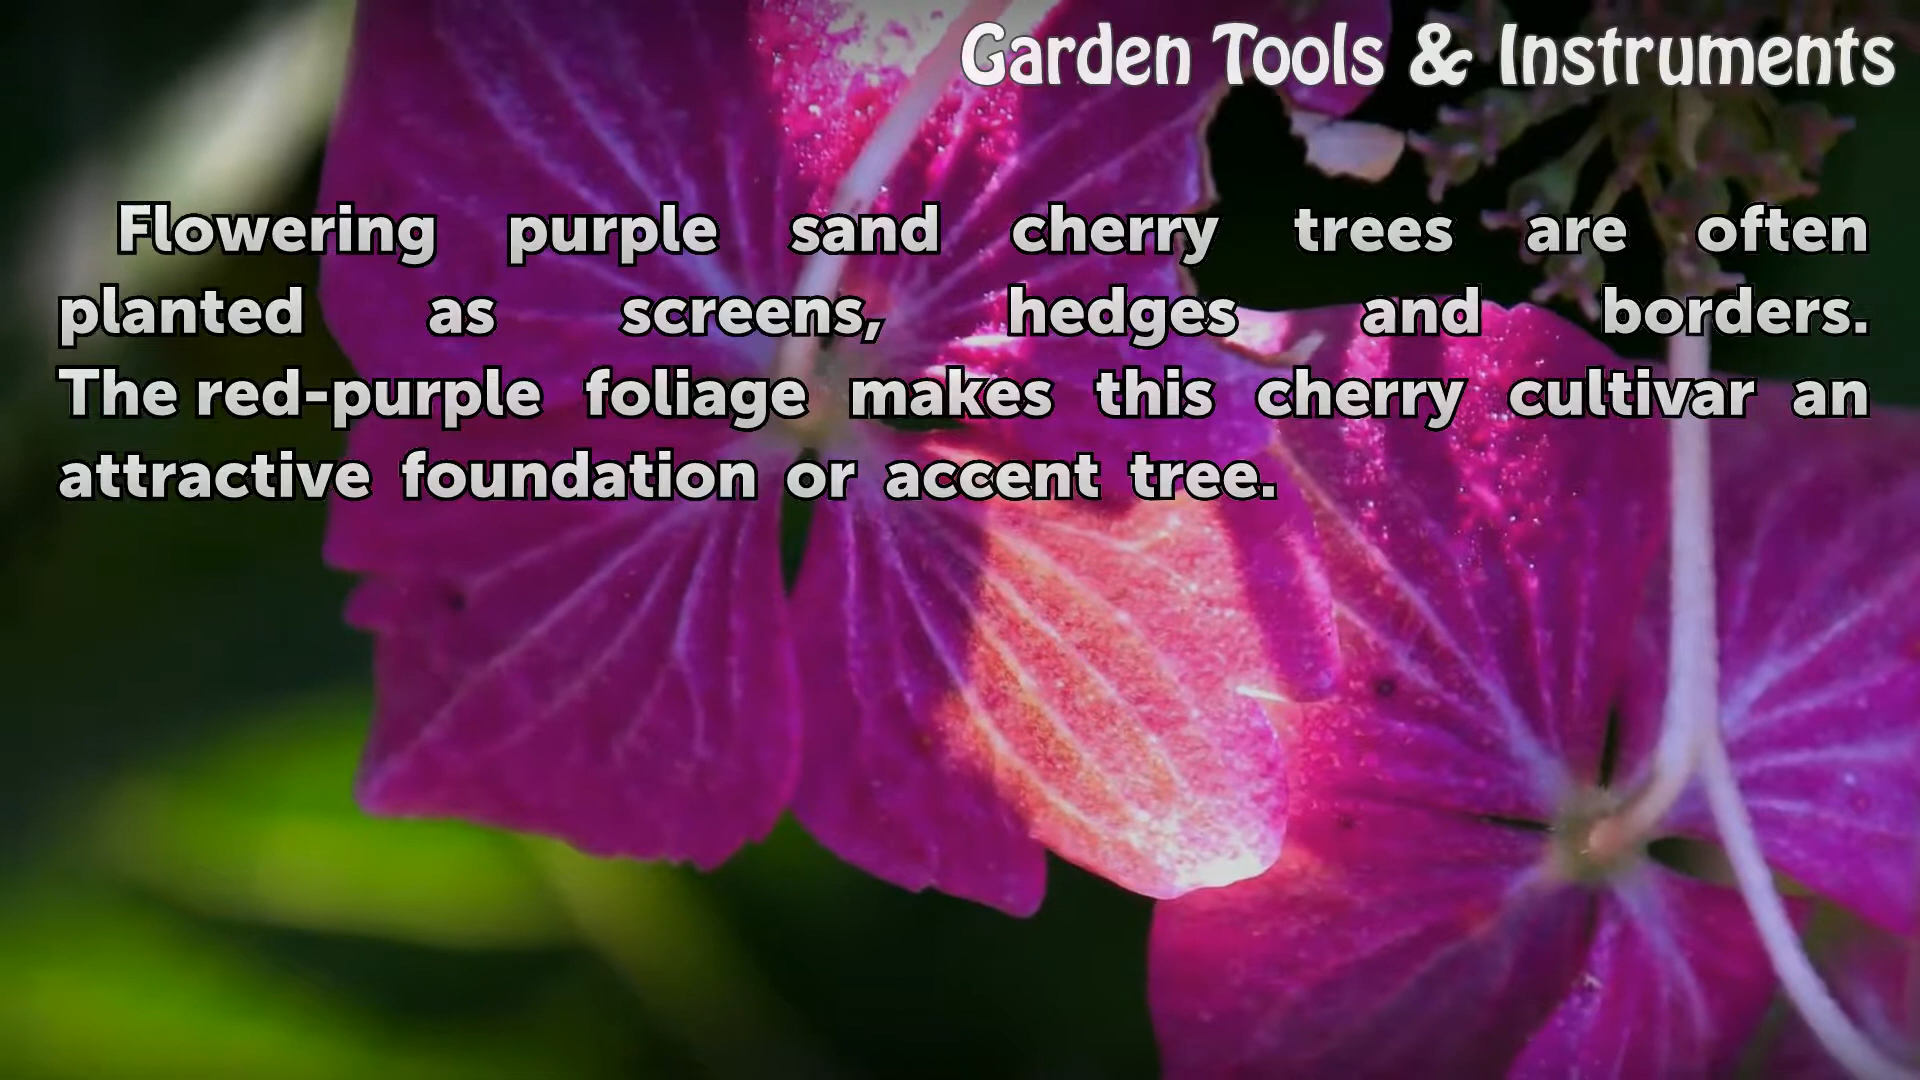 Garden Tools & Instruments
Flowering purple sand cherry trees are often
planted as screens, hedges and borders.
The red-purple foliage makes this cherry cultivar an
attractive foundation or accent tree.